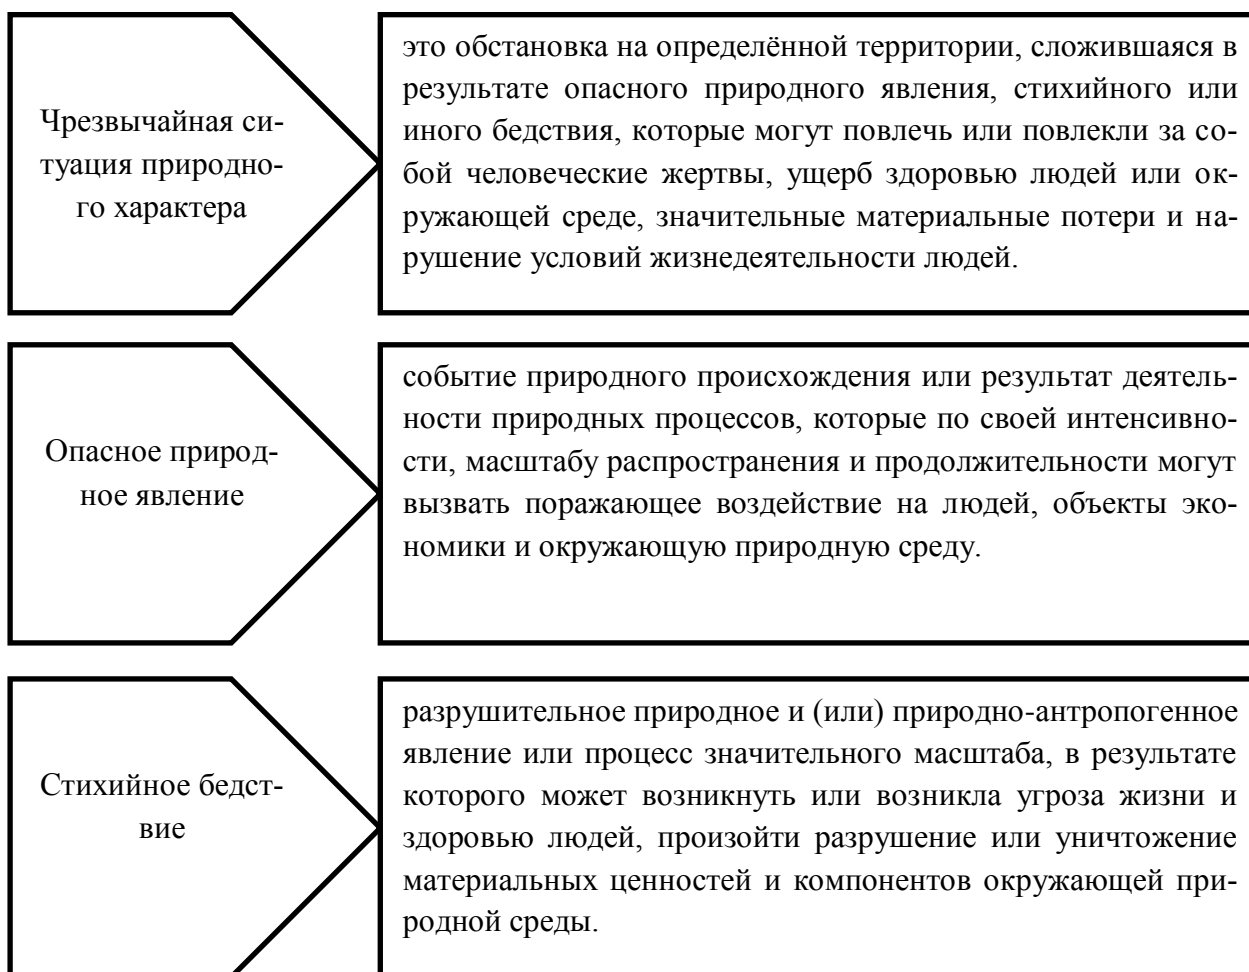 Чрезвычайная си-
туация природно-
го характера
это обстановка на определённой территории, сложившаяся в
результате опасного природного явления, стихийного или
иного бедствия, которые могут повлечь или повлекли за со-
бой человеческие жертвы, ущерб здоровью людей или ок-
ружающей среде, значительные материальные потери и на-
рушение условий жизнедеятельности людей.
Опасное природ-
ное явление
событие природного происхождения или результат деятель-
ности природных процессов, которые по своей интенсивно-
сти, масштабу распространения и продолжительности могут
вызвать поражающее воздействие на людей, объекты эко-
номики и окружающую природную среду.
Стихийное бедст-
вие
разрушительное природное и (или) природно-антропогенное
явление или процесс значительного масштаба, в результате
которого может возникнуть или возникла угроза жизни и
здоровью людей, произойти разрушение или уничтожение
материальных ценностей и компонентов окружающей при-
родной среды.